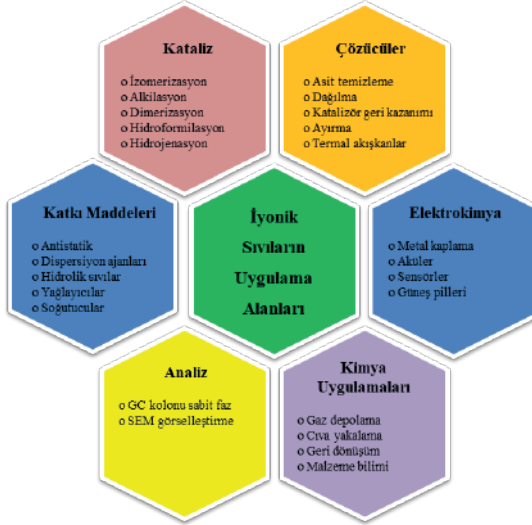 Kataliz
o İzomerizasyon
o Alkilasyon
o Dimerizasyon
o Hidroformilasyon
o Hidrojenasyon
Çözücüler
o Asit temizleme
o Dağılma
o Katalizör geri kazanımı
o Ayırma
o Termal akışkanlar
Katkı Maddeleri
o Antistatik
o Dispersiyon ajanları
o Hidrolik sıvılar
o Yağlayıcılar
o Soğutucular
İyonik
Sıvıların
Uygulama
Alanları
Elektrokimya
o Metal kaplama
o Aküler
o Sensörler
o Güneş pilleri
Analiz
o GC kolonu sabit faz
o SEM görselleştirme
Kimya
Uygulamaları
o Gaz depolama
o Cıva yakalama
o Geri dönüşüm
o Malzeme bilimi